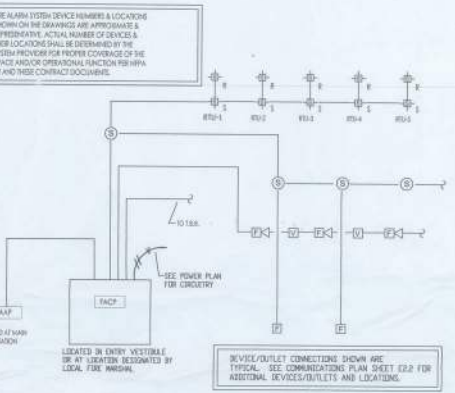 E ALARM SYSTEM DEVICE NUMBERS & LOCATIONS
HOWN ON THE DRAWINGS ARE APPROXIMATE &
PRESENTATIVE. ACTUAL NUMBER OF DEVICES &
EIR LOCATIONS SHALL BE DETERMINED BY THE
STEM PROVIDER FOR PROPER COVERAGE OF THE
PACE AND/OR OPERATIONAL FUNCTION PER NFPA
AND THESE CONTRACT DOCUMENTS.
R R R R R
S S S S S
RTU-1 RTU-2 RTU-3 RTU-4 RTU-5
S
S S S
F V F V F
SEE POWER PLAN
FOR CIRCUITRY
FACP
AAP
D AT MAIN
LOCATED IN ENTRY VESTIBULE
OR AT LOCATION DESIGNATED BY
LOCAL FIRE MARSHAL
F F
DEVICE/OUTLET CONNECTIONS SHOWN ARE
TYPICAL. SEE COMMUNICATIONS PLAN SHEET E2.2 FOR
ADDITIONAL DEVICES/OUTLETS AND LOCATIONS.